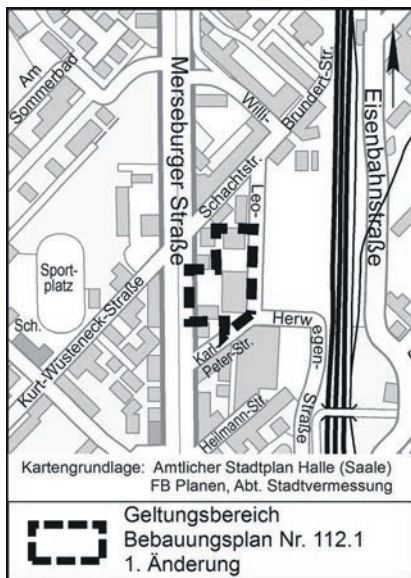 Am
Sommerbad
Merseburger Straße
Willi-
Brundert-Str.
Eisenbahnstraße
Schachtstr.
Leo-
Herwegen-
Straße
Sport-
platz
Sch.
Kurt-Wüsteneck-Straße
Karl-
Peter-Str.
Heilmann-Str.
Kartengrundlage: Amtlicher Stadtplan Halle (Saale)
FB Planen, Abt. Stadtvermessung
Geltungsbereich
Bebauungsplan Nr. 112.1
1. Änderung